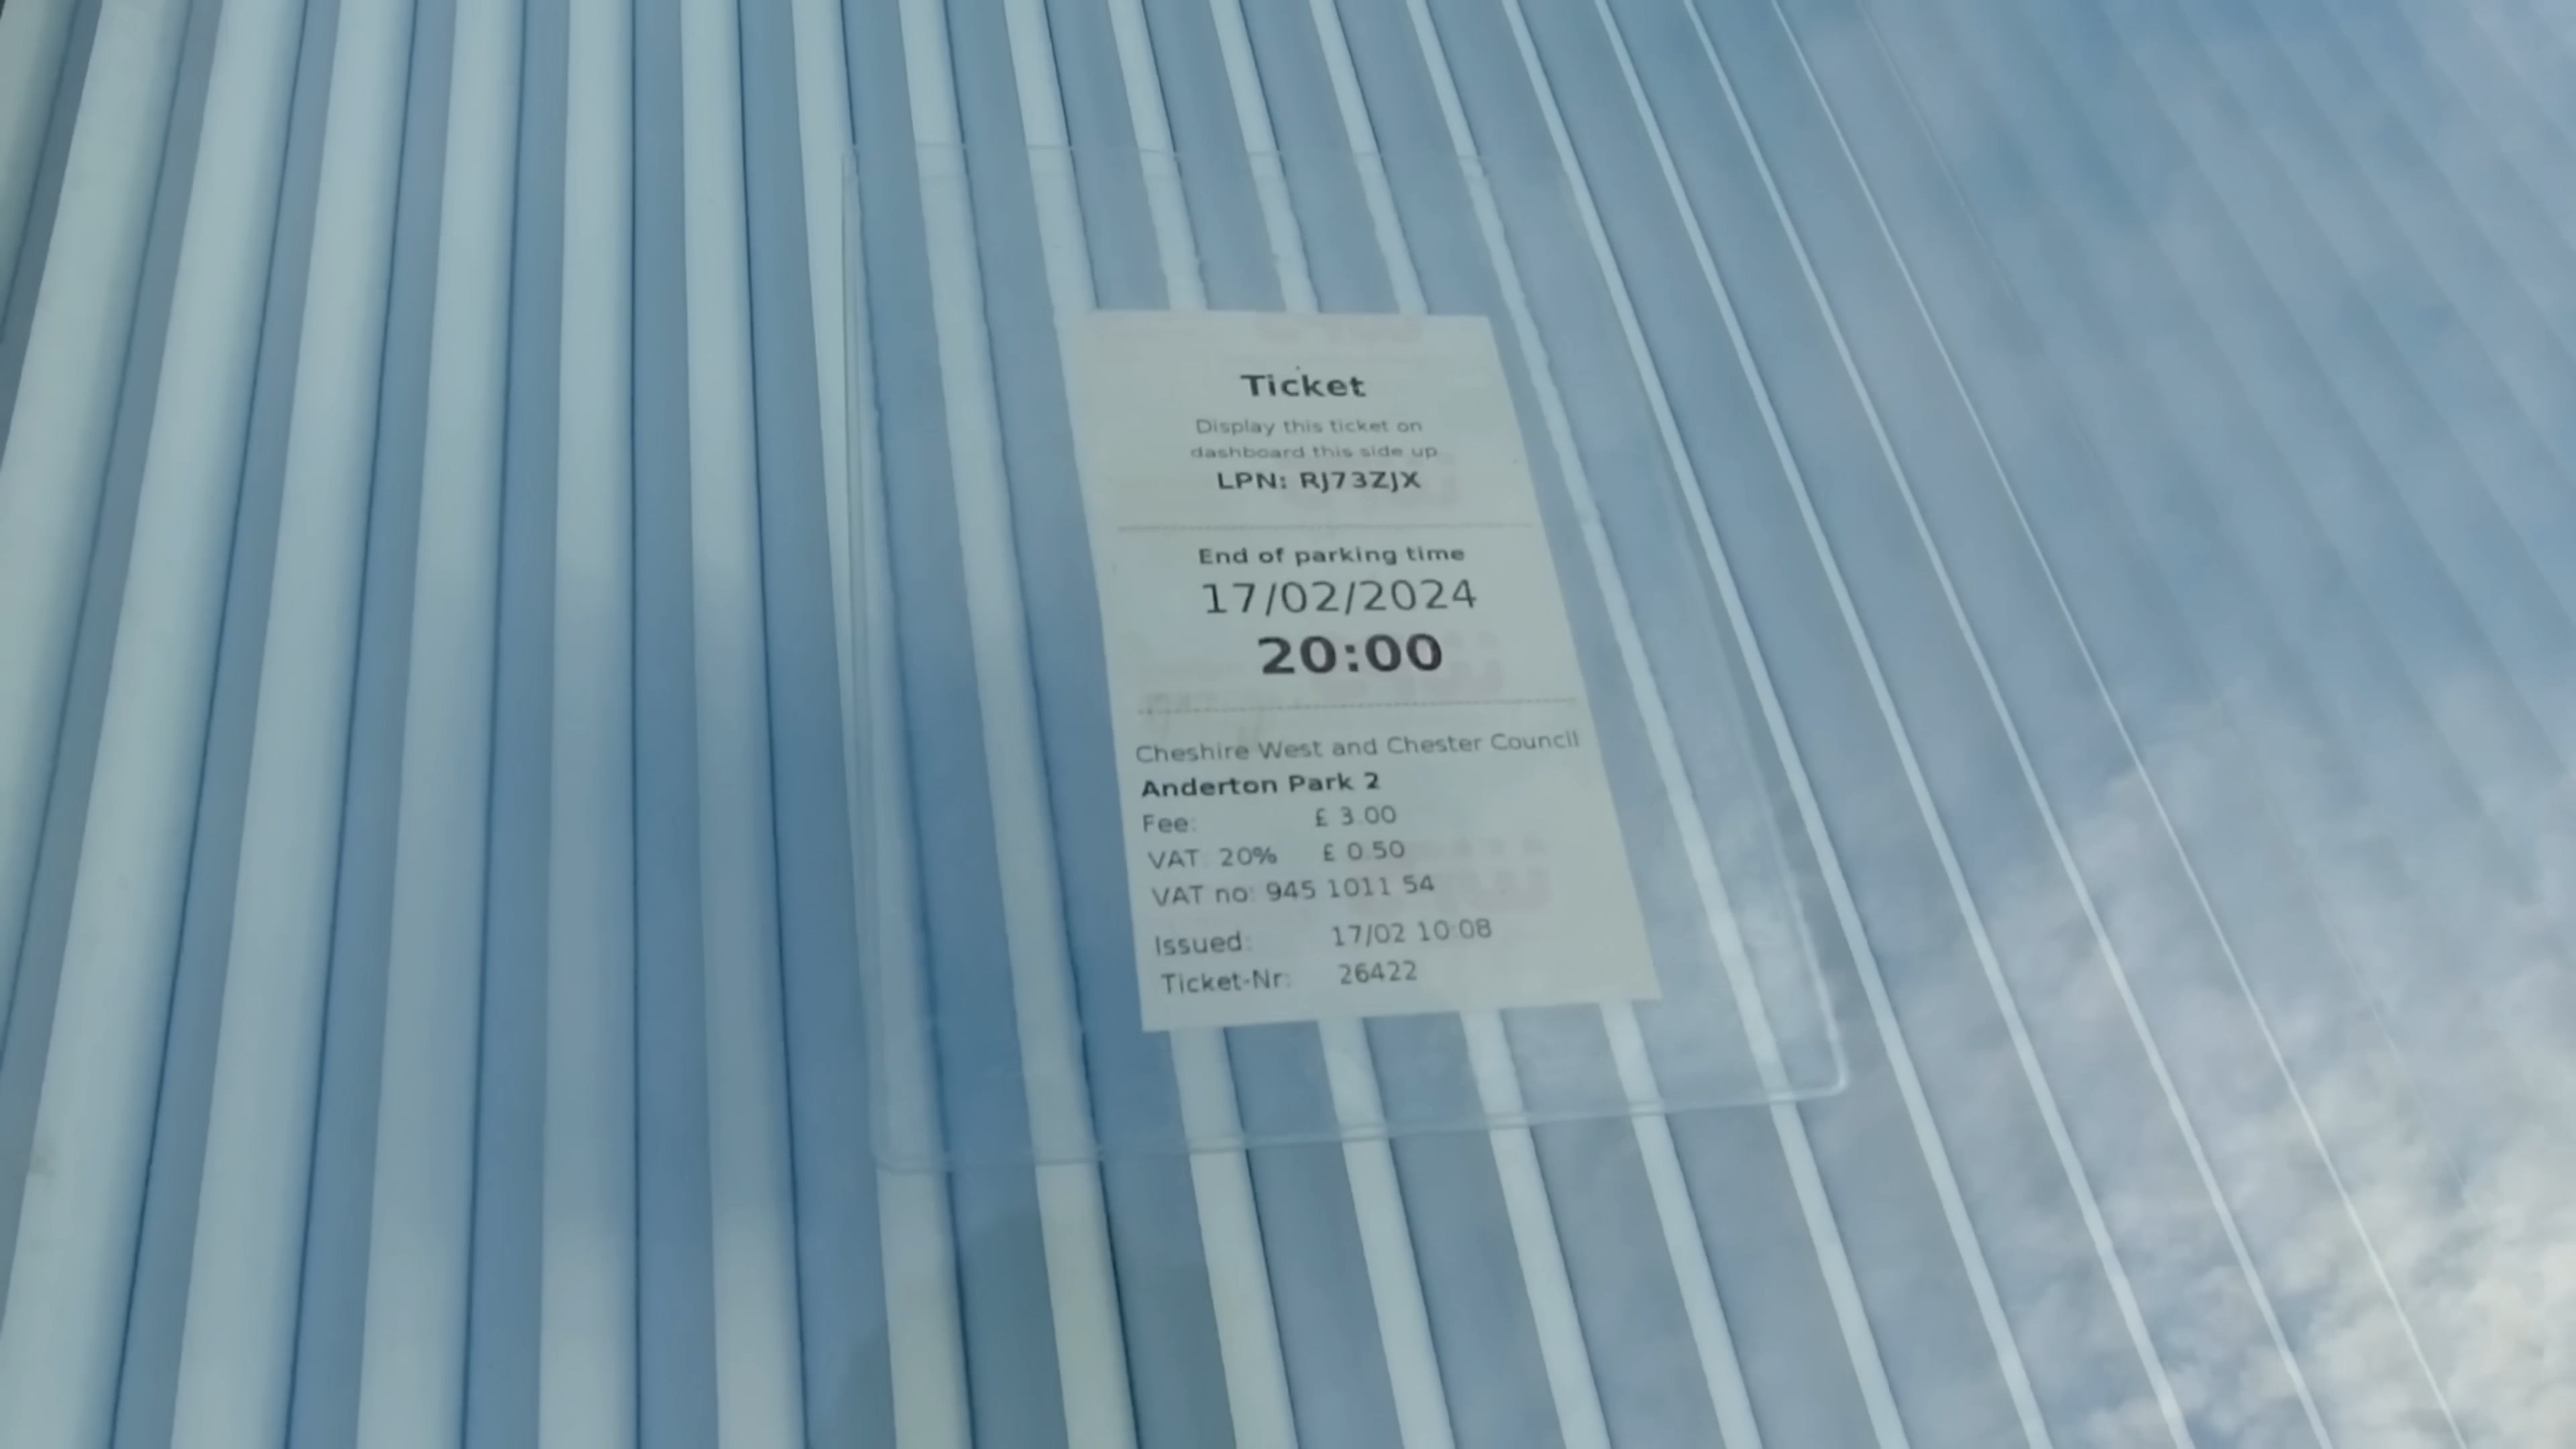 Ticket
Display this ticket on
dashboard this side up
LPN: RJ73ZJX
End of parking time
17/02/2024
20:00
Cheshire West and Chester Council
Anderton Park 2
Fee: £ 3.00
VAT 20% £ 0.50
VAT no: 945 1011 54
Issued: 17/02 10:08
Ticket-Nr: 26422